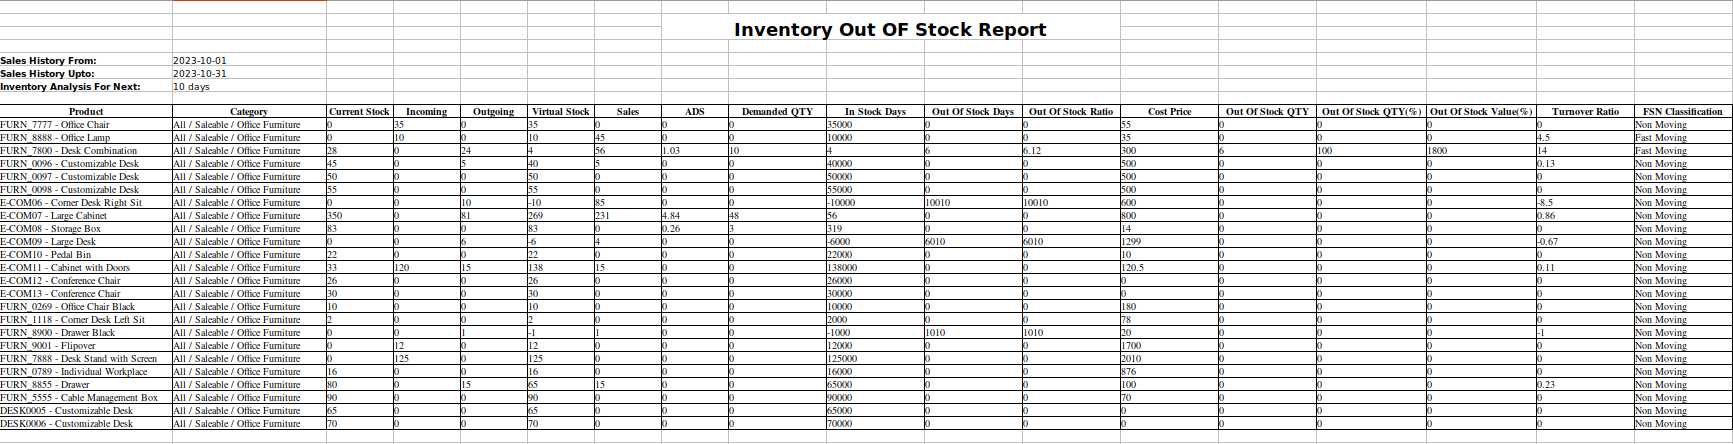 Inventory Out OF Stock Report
Sales History From: 2023-10-01
Sales History Upto: 2023-10-31
Inventory Analysis For Next: 10 days
Product Category Current Stock Incoming Outgoing Virtual Stock Sales ADS Demanded QTY In Stock Days Out Of Stock Days Out Of Stock Ratio Cost Price Out Of Stock QTY Out Of Stock QTY(%) Out Of Stock Value(%) Turnover Ratio FSN Classification
FURN_7777 - Office Chair All / Saleable / Office Furniture 0 35 0 35 0 0 0 35000 0 0 55 0 0 0 0 Non Moving
FURN_8888 - Office Lamp All / Saleable / Office Furniture 0 10 0 10 45 0 0 10000 0 0 35 0 0 0 4.5 Fast Moving
FURN_7800 - Desk Combination All / Saleable / Office Furniture 28 0 24 4 56 1.03 10 4 6 6.12 300 6 100 1800 14 Fast Moving
FURN_0096 - Customizable Desk All / Saleable / Office Furniture 45 0 5 40 5 0 0 40000 0 0 500 0 0 0 0.13 Non Moving
FURN_0097 - Customizable Desk All / Saleable / Office Furniture 50 0 0 50 0 0 0 50000 0 0 500 0 0 0 0 Non Moving
FURN_0098 - Customizable Desk All / Saleable / Office Furniture 55 0 0 55 0 0 0 55000 0 0 500 0 0 0 0 Non Moving
E-COM06 - Corner Desk Right Sit All / Saleable / Office Furniture 0 0 10 -10 85 0 0 -10000 10010 10010 600 0 0 0 -8.5 Non Moving
E-COM07 - Large Cabinet All / Saleable / Office Furniture 350 0 81 269 231 4.84 48 56 0 0 800 0 0 0 0.86 Non Moving
E-COM08 - Storage Box All / Saleable / Office Furniture 83 0 0 83 0 0.26 3 319 0 0 14 0 0 0 0 Non Moving
E-COM09 - Large Desk All / Saleable / Office Furniture 0 0 6 -6 4 0 0 -6000 6010 6010 1299 0 0 0 -0.67 Non Moving
E-COM10 - Pedal Bin All / Saleable / Office Furniture 22 0 0 22 0 0 0 22000 0 0 10 0 0 0 0 Non Moving
E-COM11 - Cabinet with Doors All / Saleable / Office Furniture 33 120 15 138 15 0 0 138000 0 0 120.5 0 0 0 0.11 Non Moving
E-COM12 - Conference Chair All / Saleable / Office Furniture 26 0 0 26 0 0 0 26000 0 0 0 0 0 0 0 Non Moving
E-COM13 - Conference Chair All / Saleable / Office Furniture 30 0 0 30 0 0 0 30000 0 0 0 0 0 0 0 Non Moving
FURN_0269 - Office Chair Black All / Saleable / Office Furniture 10 0 0 10 0 0 0 10000 0 0 180 0 0 0 0 Non Moving
FURN_1118 - Corner Desk Left Sit All / Saleable / Office Furniture 2 0 0 2 0 0 0 2000 0 0 78 0 0 0 0 Non Moving
FURN_8900 - Drawer Black All / Saleable / Office Furniture 0 0 1 -1 1 0 0 -1000 1010 1010 20 0 0 0 -1 Non Moving
FURN_9001 - Flipover All / Saleable / Office Furniture 0 12 0 12 0 0 0 12000 0 0 1700 0 0 0 0 Non Moving
FURN_7888 - Desk Stand with Screen All / Saleable / Office Furniture 0 125 0 125 0 0 0 125000 0 0 2010 0 0 0 0 Non Moving
FURN_0789 - Individual Workplace All / Saleable / Office Furniture 16 0 0 16 0 0 0 16000 0 0 876 0 0 0 0 Non Moving
FURN_8855 - Drawer All / Saleable / Office Furniture 80 0 15 65 15 0 0 65000 0 0 100 0 0 0 0.23 Non Moving
FURN_5555 - Cable Management Box All / Saleable / Office Furniture 90 0 0 90 0 0 0 90000 0 0 70 0 0 0 0 Non Moving
DESK0005 - Customizable Desk All / Saleable / Office Furniture 65 0 0 65 0 0 0 65000 0 0 0 0 0 0 0 Non Moving
DESK0006 - Customizable Desk All / Saleable / Office Furniture 70 0 0 70 0 0 0 70000 0 0 0 0 0 0 0 Non Moving